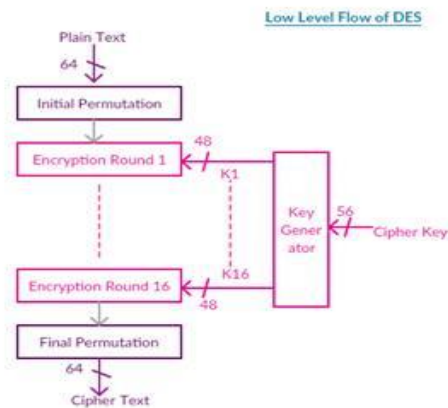 Low Level Flow of DES
Plain Text
64
Initial Permutation
48
Encryption Round 1
K1
Key
Gener
ator
56
Cipher Key
K16
Encryption Round 16
48
Final Permutation
64
Cipher Text